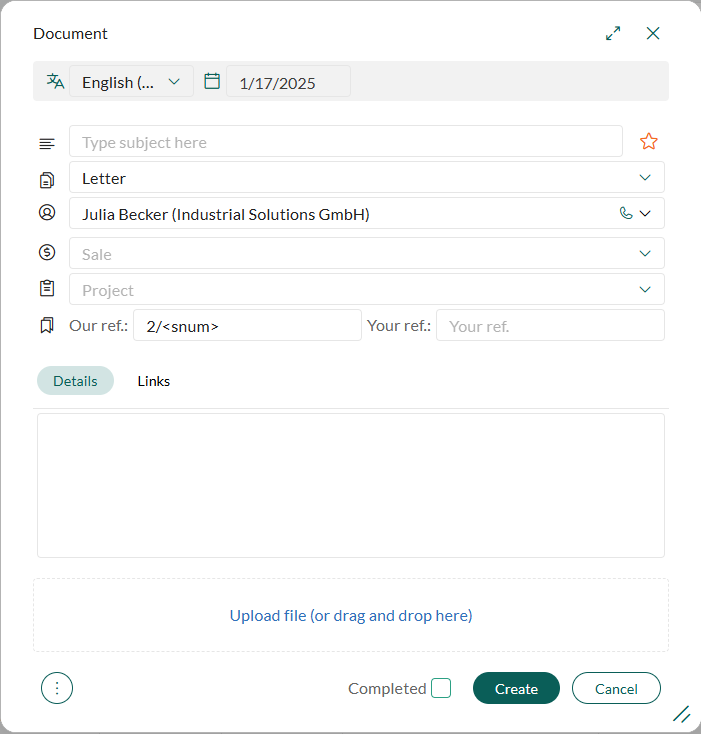 Document
English (...
1/17/2025
Type subject here
Letter
Julia Becker (Industrial Solutions GmbH)
Sale
Project
Our ref.: 2/<snum> Your ref.: Your ref.
Details Links
Upload file (or drag and drop here)
Completed Create Cancel